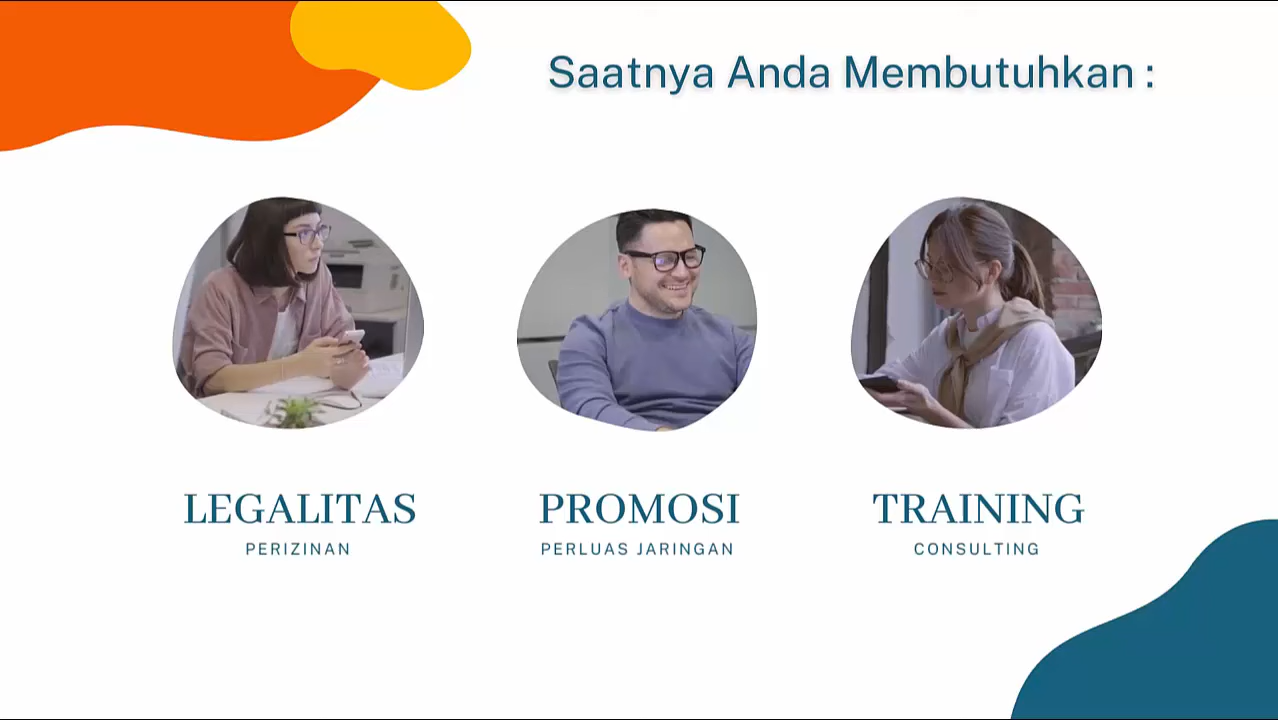 Saatnya Anda Membutuhkan :
LEGALITAS
PERIZINAN
PROMOSI
PERLUAS JARINGAN
TRAINING
CONSULTING